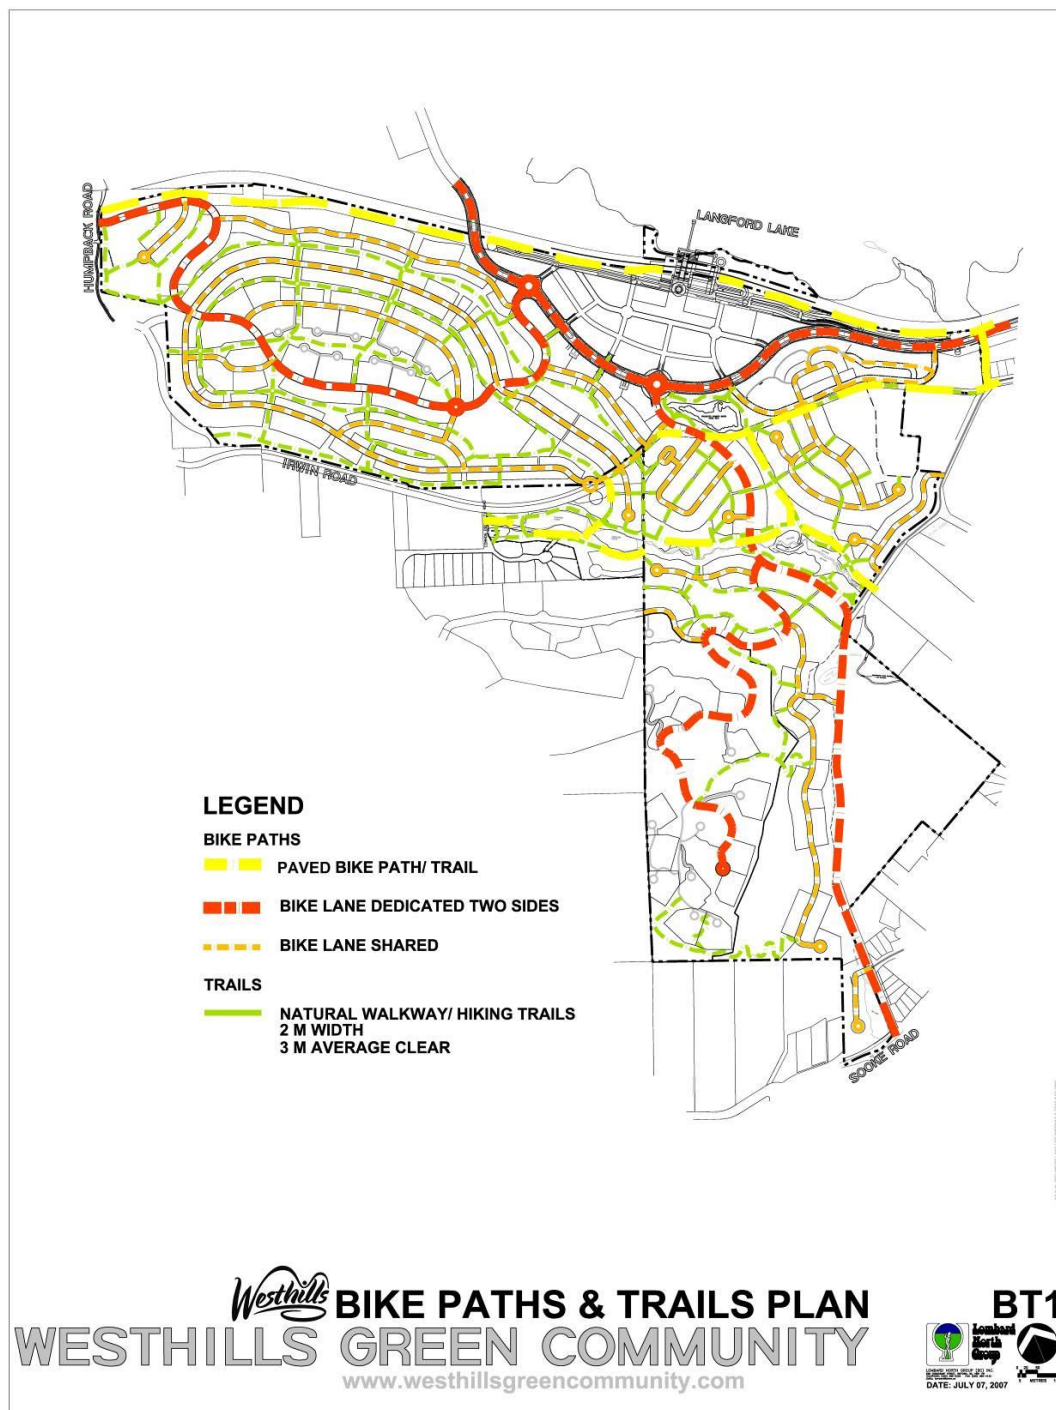 HUMPBACK ROAD
LANGFORD LAKE
IRWIN ROAD
SOOKE ROAD
LEGEND
BIKE PATHS
PAVED BIKE PATH/ TRAIL
BIKE LANE DEDICATED TWO SIDES
BIKE LANE SHARED
TRAILS
NATURAL WALKWAY/ HIKING TRAILS
2 M WIDTH
3 M AVERAGE CLEAR
Westhills BIKE PATHS & TRAILS PLAN
BT1
WESTHILLS GREEN COMMUNITY
www.westhillsgreencommunity.com
Lombard
North
Group
DATE: JULY 07, 2007